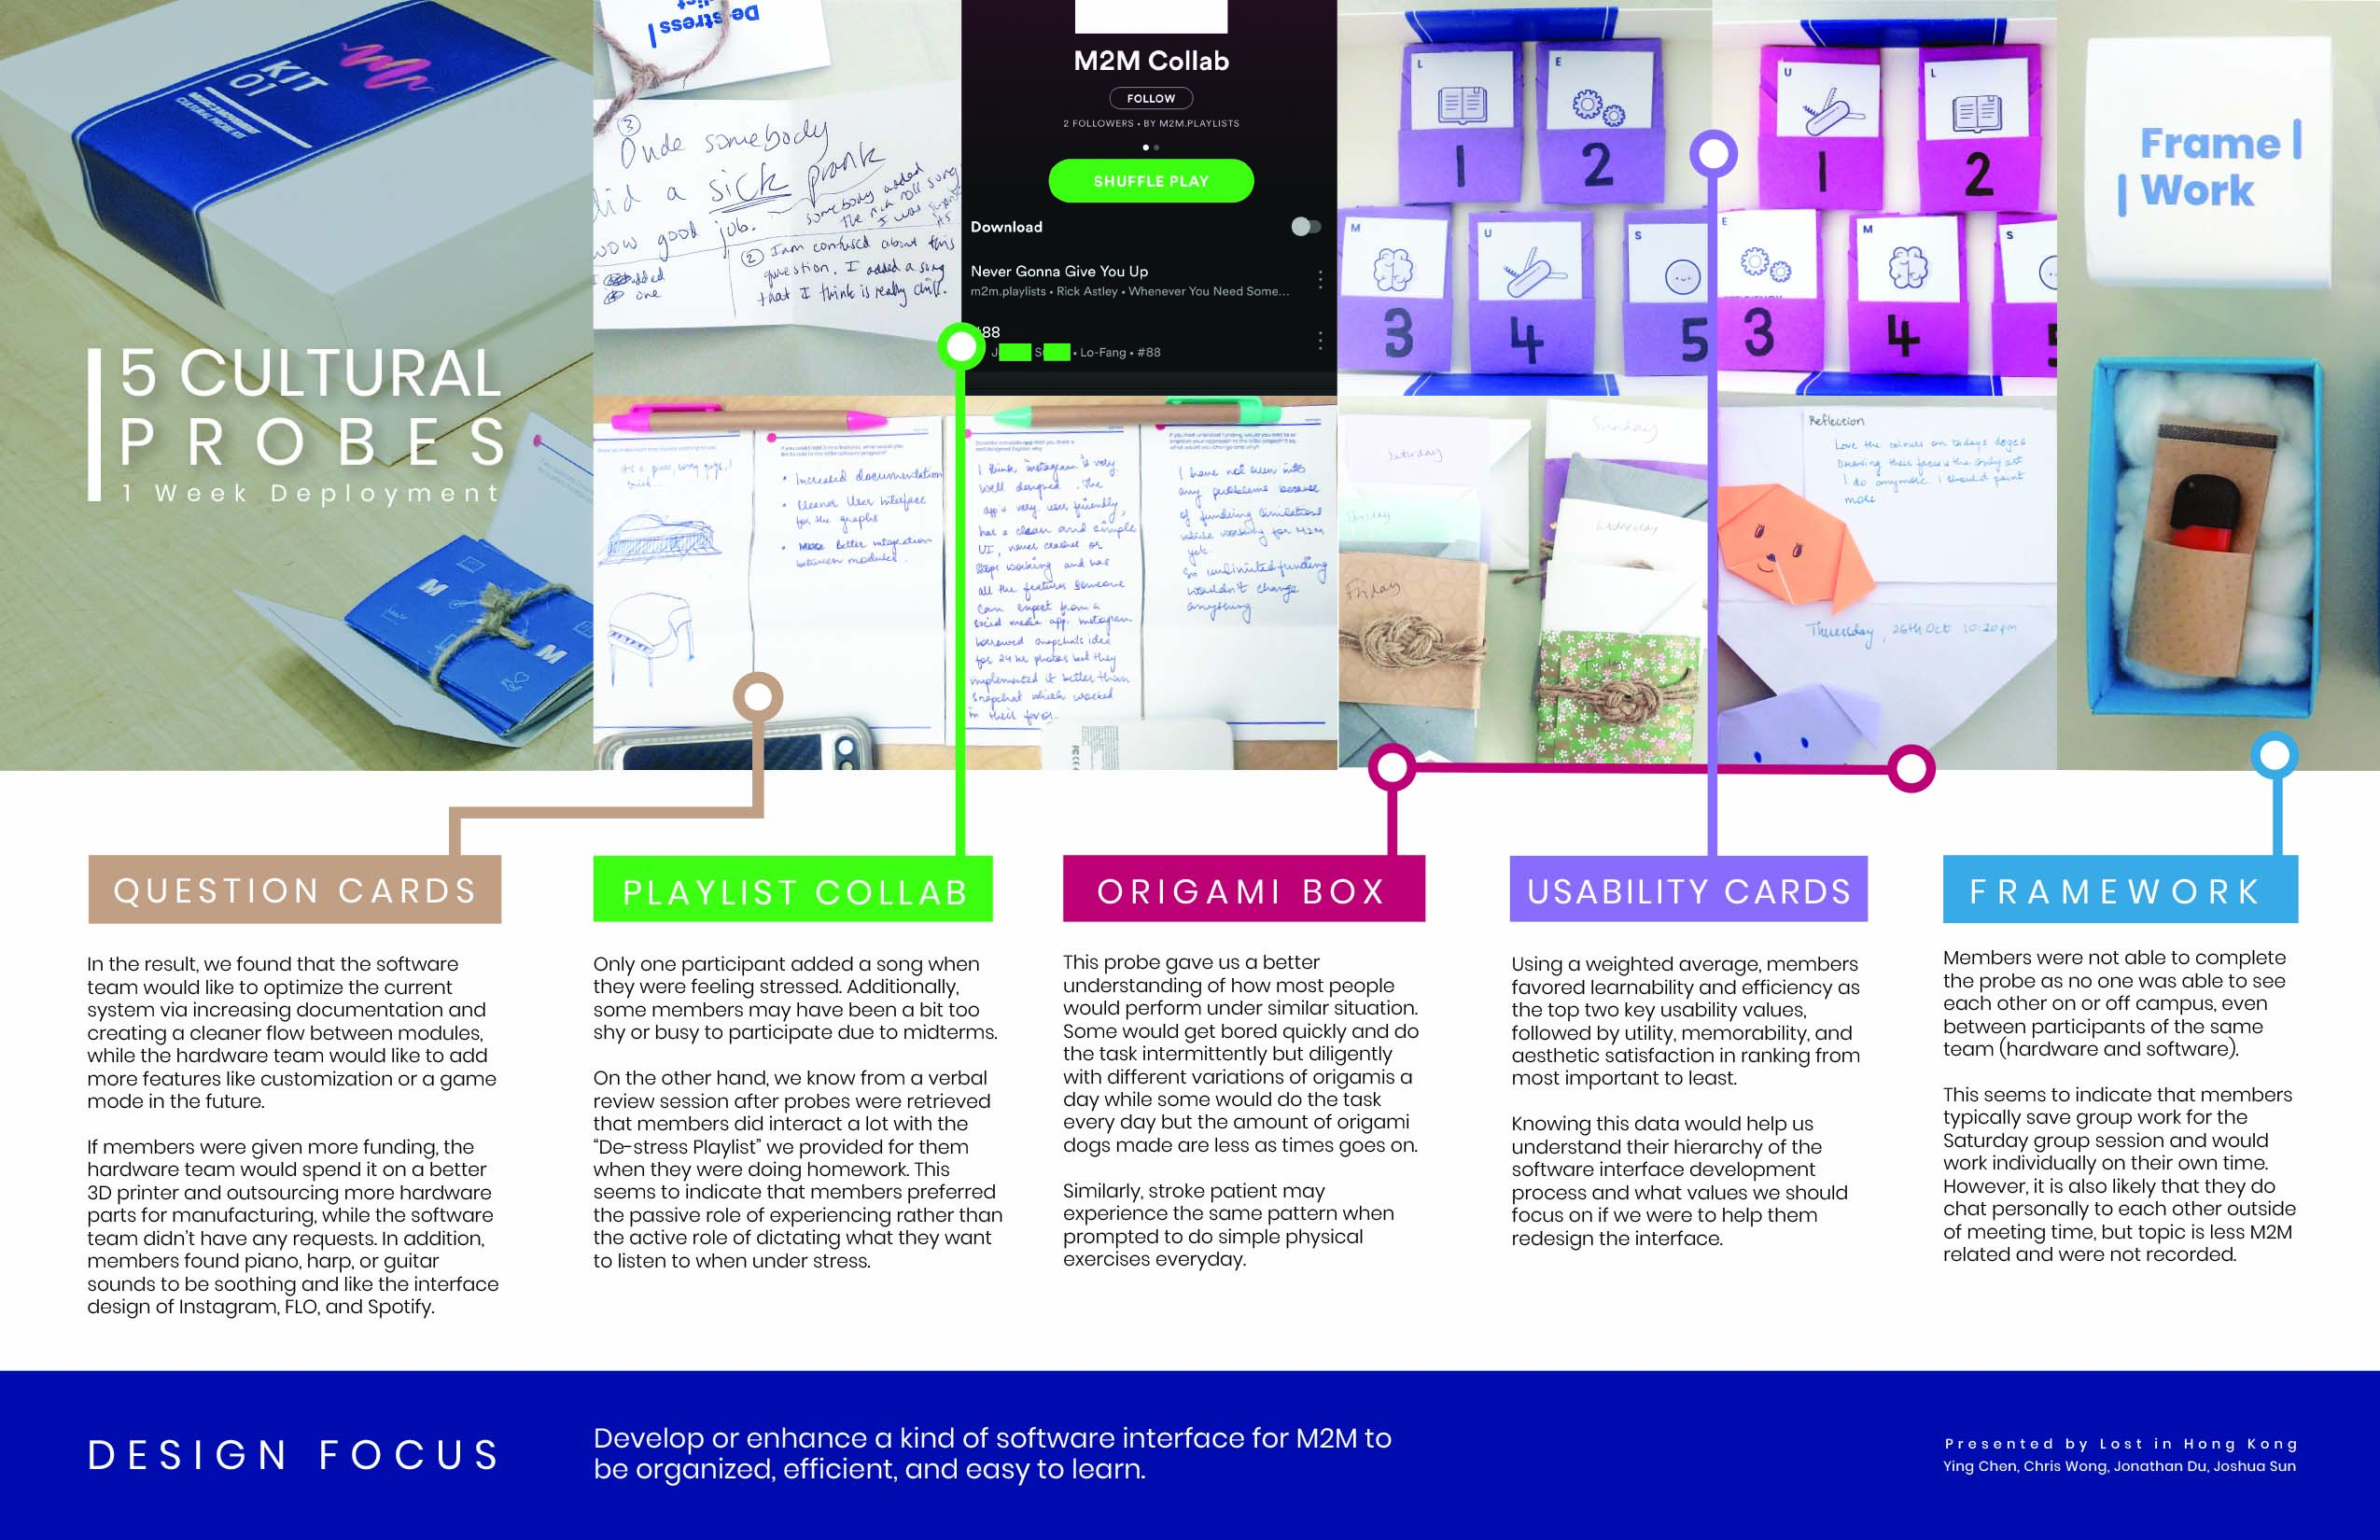 KIT
01
MUSIC 2 MOVEMENT
CULTURAL PROBE KIT
5 CULTURAL
PROBES
1 Week Deployment
M
M
De-stress
list
3
Dude somebody
did a sick prank
wow good job.
somebody added
the rick roll song
I was
2 I am confused about this
question. I added a song
that I think is really chill.
I added
one
M2M Collab
FOLLOW
2 FOLLOWERS • BY M2M.PLAYLISTS
SHUFFLE PLAY
Download
Never Gonna Give You Up
m2m.playlists • Rick Astley • Whenever You Need Some...
#88
J S • Lo-Fang • #88
L
E
1
2
M
U
S
3
4
5
U
L
1
2
E
M
S
3
4
5
Frame
Work
If you could add 3 new features, what would you
• Increased documentation
• Cleaner User Interface
for the graphs
• Better integration
between modules.
I think instagram is very
well designed. The
app's very user friendly,
has a clean and simple
UI, never crashes or
stops working and has
all the features someone
can expect from a
social media app. Instagram
borrowed snapchats idea
for 24 hr photos but they
implemented it better than
Snapchat which worked
in their favor.
I have not seen into
any problems because
of funding limitations
while working for M2M
yet.
So unlimited funding
wouldn't change
anything
Saturday
Thursday
Friday
Sunday
Wednesday
Reflection
Love the colours on todays doges
Drawing their faces is the only art
I do anymore I should paint
more
Thursday, 26th Oct 10:20pm
QUESTION CARDS
In the result, we found that the software
team would like to optimize the current
system via increasing documentation and
creating a cleaner flow between modules,
while the hardware team would like to add
more features like customization or a game
mode in the future.
If members were given more funding, the
hardware team would spend it on a better
3D printer and outsourcing more hardware
parts for manufacturing, while the software
team didn't have any requests. In addition,
members found piano, harp, or guitar
sounds to be soothing and like the interface
design of Instagram, FLO, and Spotify.
PLAYLIST COLLAB
Only one participant added a song when
they were feeling stressed. Additionally,
some members may have been a bit too
shy or busy to participate due to midterms.
On the other hand, we know from a verbal
review session after probes were retrieved
that members did interact a lot with the
“De-stress Playlist” we provided for them
when they were doing homework. This
seems to indicate that members preferred
the passive role of experiencing rather than
the active role of dictating what they want
to listen to when under stress.
ORIGAMI BOX
This probe gave us a better
understanding of how most people
would perform under similar situation.
Some would get bored quickly and do
the task intermittently but diligently
with different variations of origamis a
day while some would do the task
every day but the amount of origami
dogs made are less as times goes on.
Similarly, stroke patient may
experience the same pattern when
prompted to do simple physical
exercises everyday.
USABILITY CARDS
Using a weighted average, members
favored learnability and efficiency as
the top two key usability values,
followed by utility, memorability, and
aesthetic satisfaction in ranking from
most important to least.
Knowing this data would help us
understand their hierarchy of the
software interface development
process and what values we should
focus on if we were to help them
redesign the interface.
FRAMEWORK
Members were not able to complete
the probe as no one was able to see
each other on or off campus, even
between participants of the same
team (hardware and software).
This seems to indicate that members
typically save group work for the
Saturday group session and would
work individually on their own time.
However, it is also likely that they do
chat personally to each other outside
of meeting time, but topic is less M2M
related and were not recorded.
DESIGN FOCUS
Develop or enhance a kind of software interface for M2M to
be organized, efficient, and easy to learn.
Presented by Lost in Hong Kong
Ying Chen, Chris Wong, Jonathan Du, Joshua Sun